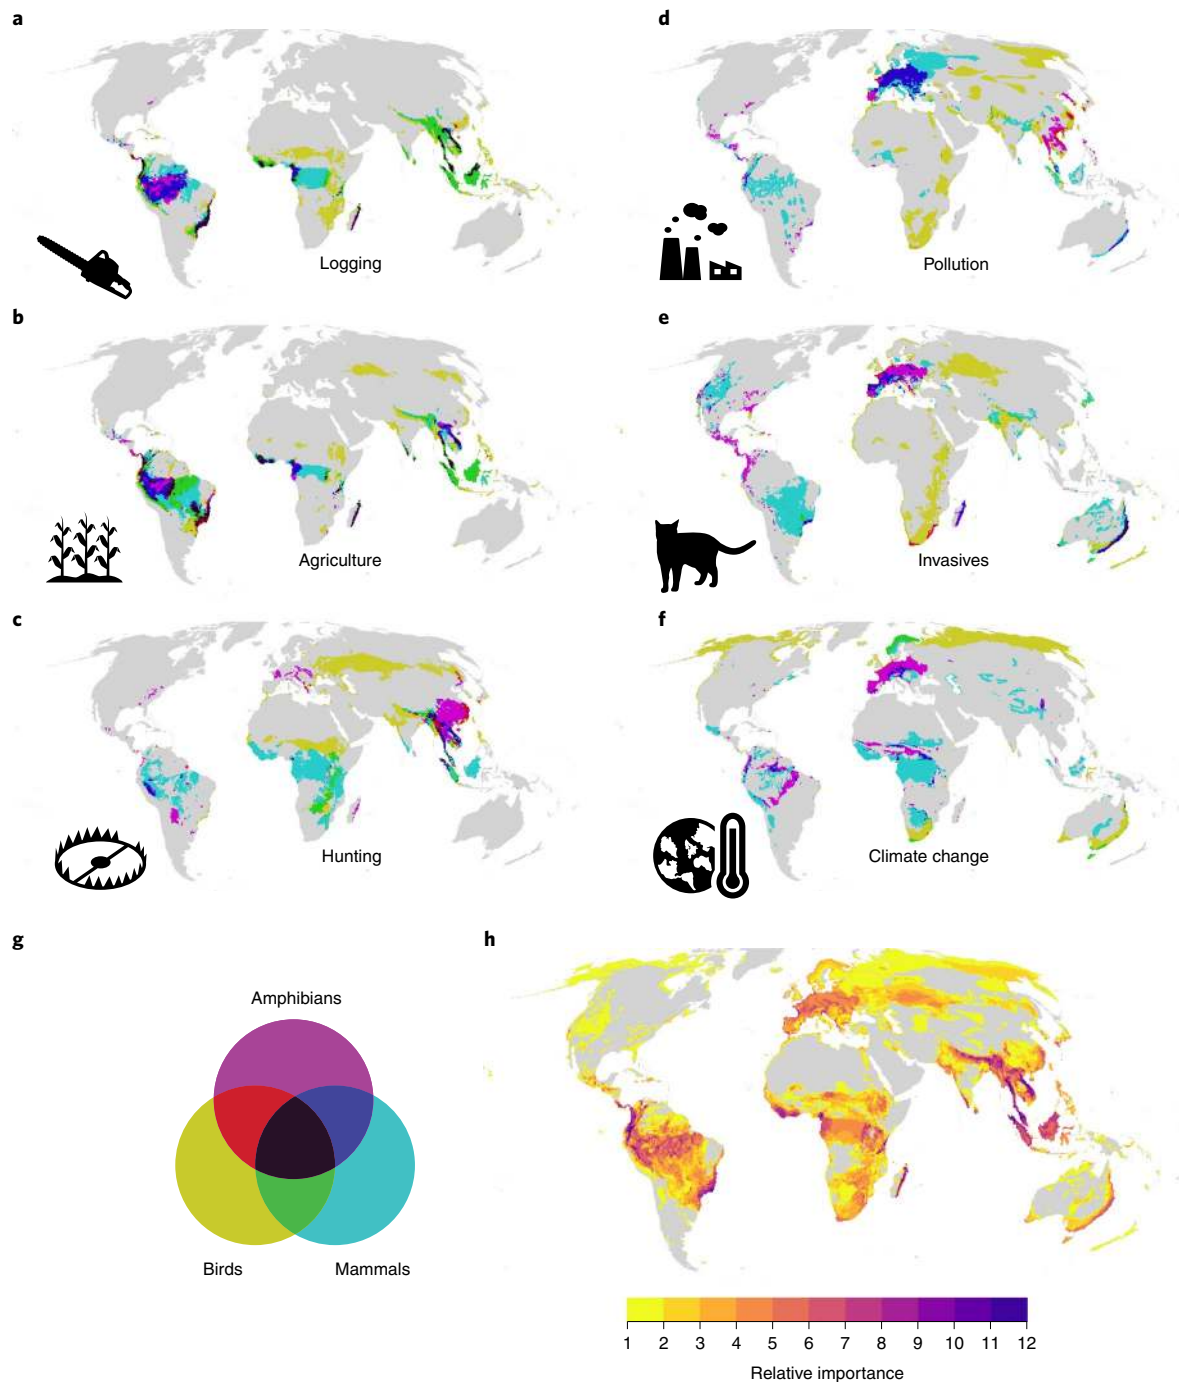 a
Logging
b
Agriculture
c
Hunting
d
Pollution
e
Invasives
f
Climate change
g
Amphibians
Birds
Mammals
h
1 2 3 4 5 6 7 8 9 10 11 12
Relative importance